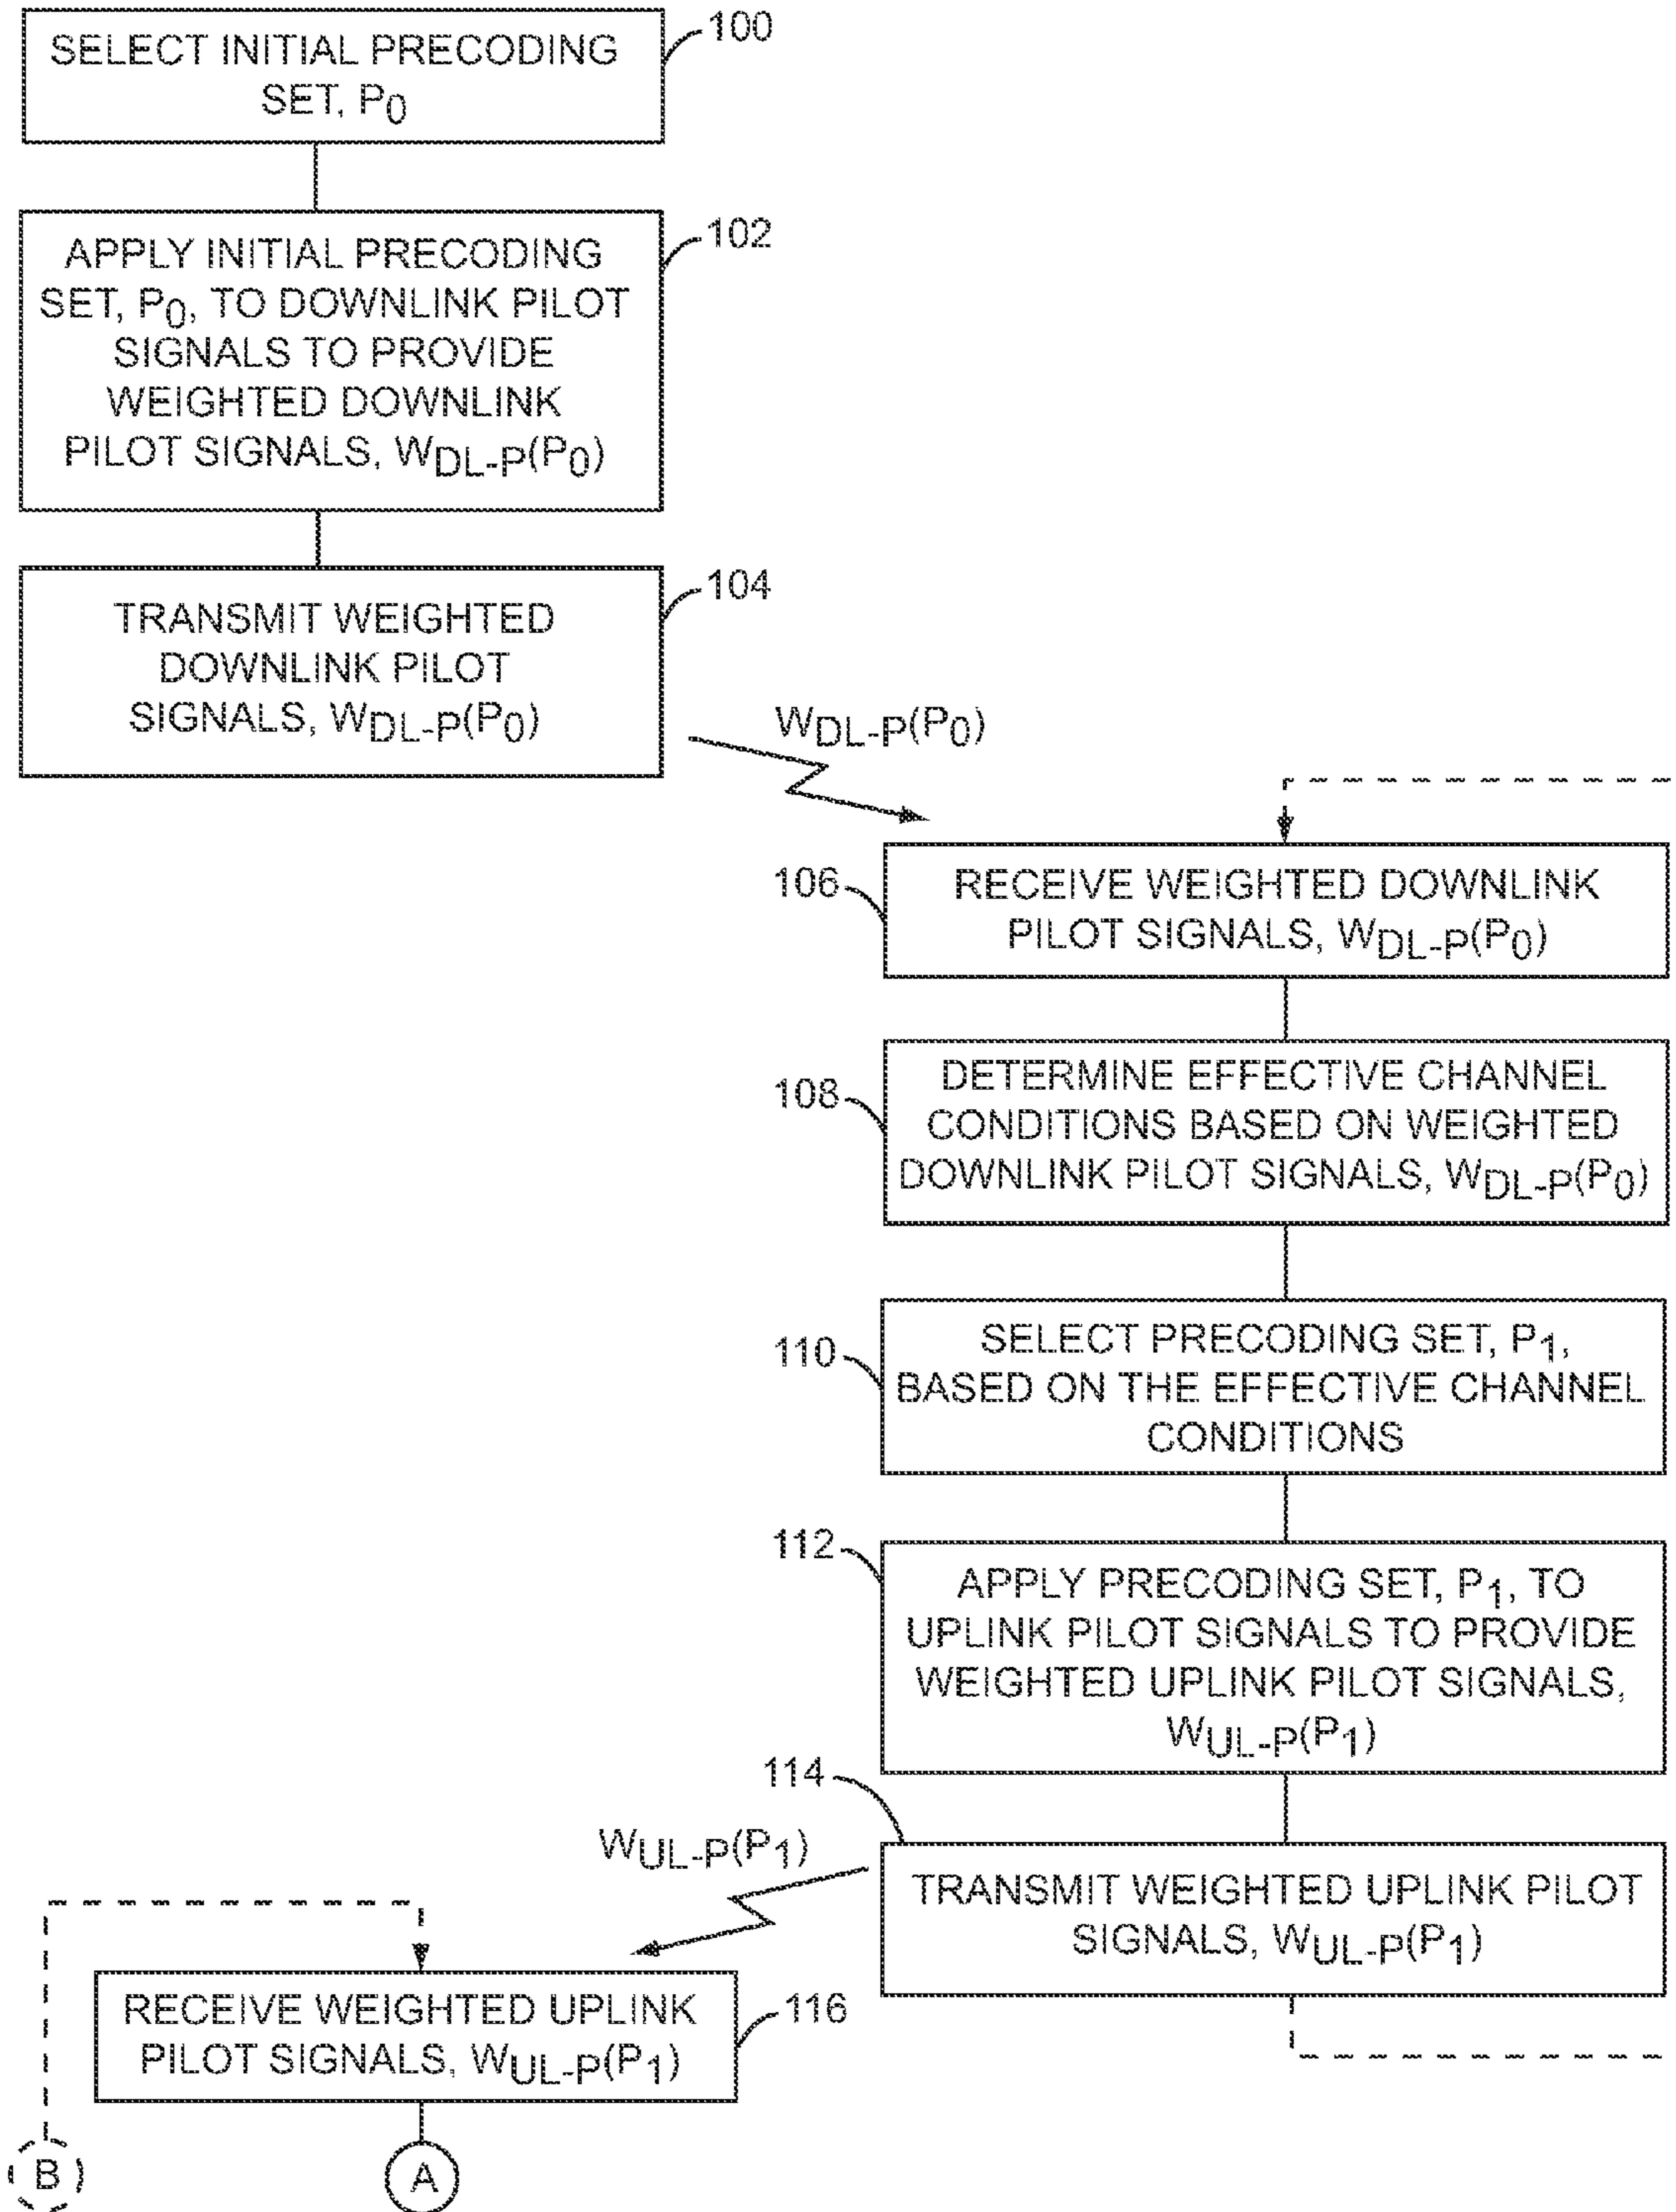 100
SELECT INITIAL PRECODING
SET, P0
102
APPLY INITIAL PRECODING
SET, P0, TO DOWNLINK PILOT
SIGNALS TO PROVIDE
WEIGHTED DOWNLINK
PILOT SIGNALS, WDL-P(P0)
104
TRANSMIT WEIGHTED
DOWNLINK PILOT
SIGNALS, WDL-P(P0)
WDL-P(P0)
106
RECEIVE WEIGHTED DOWNLINK
PILOT SIGNALS, WDL-P(P0)
108
DETERMINE EFFECTIVE CHANNEL
CONDITIONS BASED ON WEIGHTED
DOWNLINK PILOT SIGNALS, WDL-P(P0)
110
SELECT PRECODING SET, P1,
BASED ON THE EFFECTIVE CHANNEL
CONDITIONS
112
APPLY PRECODING SET, P1, TO
UPLINK PILOT SIGNALS TO PROVIDE
WEIGHTED UPLINK PILOT SIGNALS,
WUL-P(P1)
114
TRANSMIT WEIGHTED UPLINK PILOT
SIGNALS, WUL-P(P1)
WUL-P(P1)
116
RECEIVE WEIGHTED UPLINK
PILOT SIGNALS, WUL-P(P1)
B
A